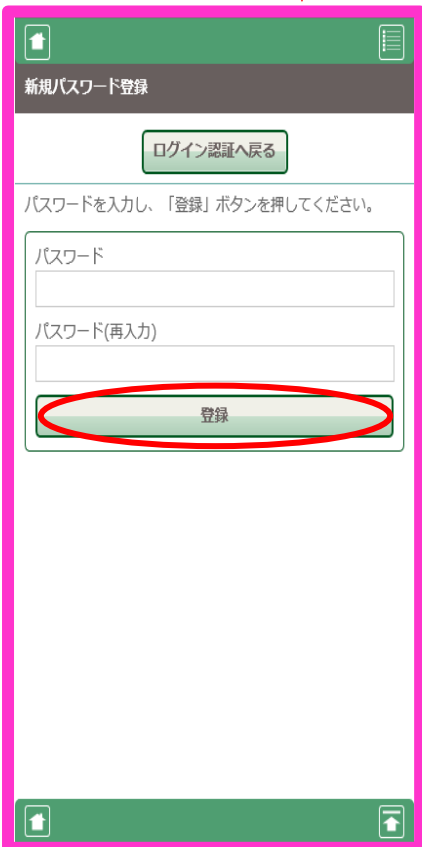 新規パスワード登録
ログイン認証へ戻る
パスワードを入力し、「登録」ボタンを押してください。
パスワード
パスワード(再入力)
登録